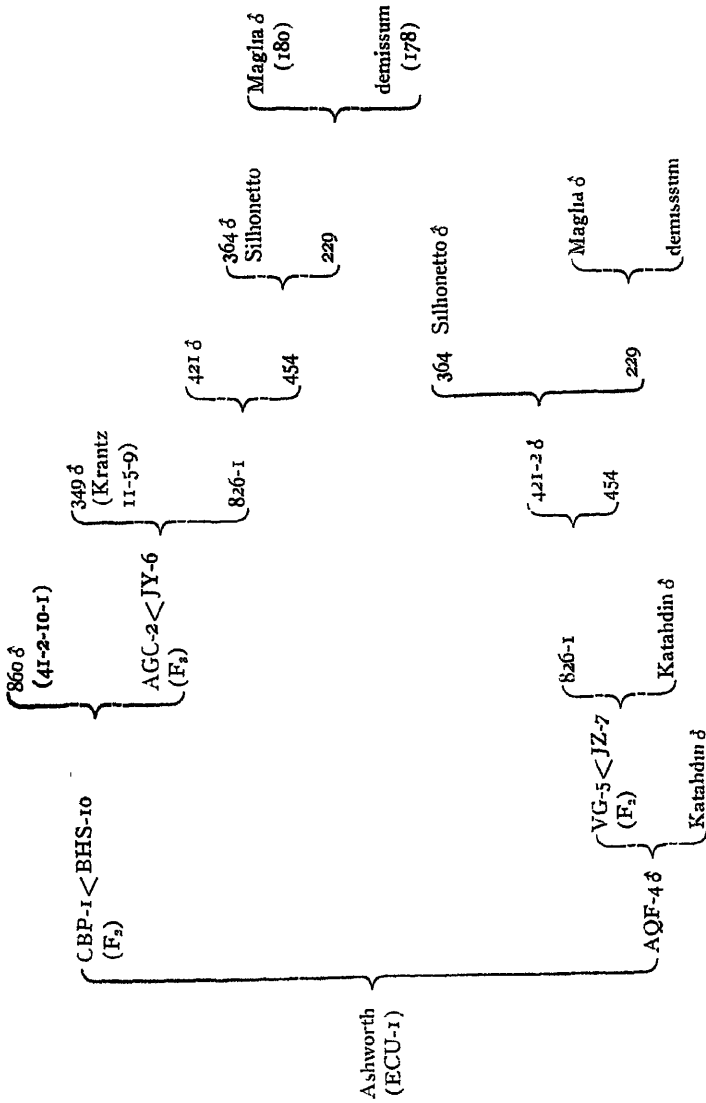 Ashworth
(ECU-1)
CBP-1<BHS-10
(F₂)
860 ♂
(41-2-10-1)
AGC-2<JY-6
(F₂)
349 ♂
(Krantz
11-5-9)
826-1
421 ♂
454
364 ♂
Silhonetto
229
Maglia ♂
(180)
demissum
(178)
AQF-4 ♂
VG-5<JZ-7
(F₂)
Katahdin ♂
826-1
Katahdin ♂
421-2 ♂
454
364 Silhonetto ♂
229
Maglia ♂
demisssum